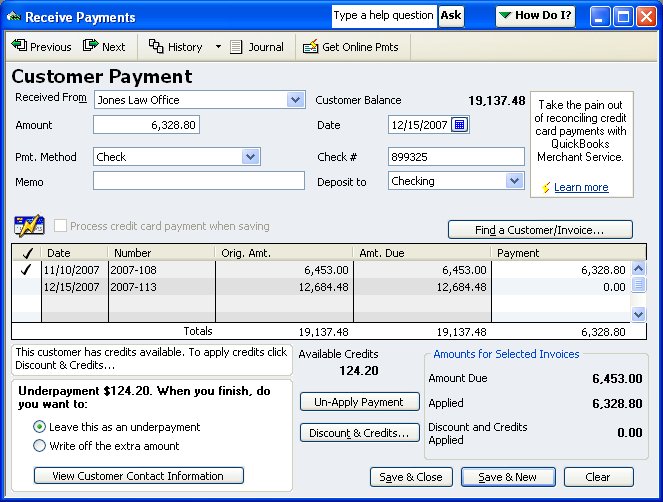 Receive Payments
Type a help question Ask How Do I?
Previous Next History Journal Get Online Pmts
Customer Payment
Received From Jones Law Office Customer Balance 19,137.48
Amount 6,328.80 Date 12/15/2007
Pmt. Method Check Check # 899325
Memo Deposit to Checking
Take the pain out
of reconciling credit
card payments with
QuickBooks
Merchant Service.
Learn more
Process credit card payment when saving
Find a Customer/Invoice...
Date Number Orig. Amt. Amt. Due Payment
11/10/2007 2007-108 6,453.00 6,453.00 6,328.80
12/15/2007 2007-113 12,684.48 12,684.48 0.00
Totals 19,137.48 19,137.48 6,328.80
This customer has credits available. To apply credits click
Discount & Credits...
Underpayment $124.20. When you finish, do
you want to:
Leave this as an underpayment
Write off the extra amount
View Customer Contact Information
Available Credits
124.20
Un-Apply Payment
Discount & Credits...
Amounts for Selected Invoices
Amount Due 6,453.00
Applied 6,328.80
Discount and Credits
Applied 0.00
Save & Close Save & New Clear